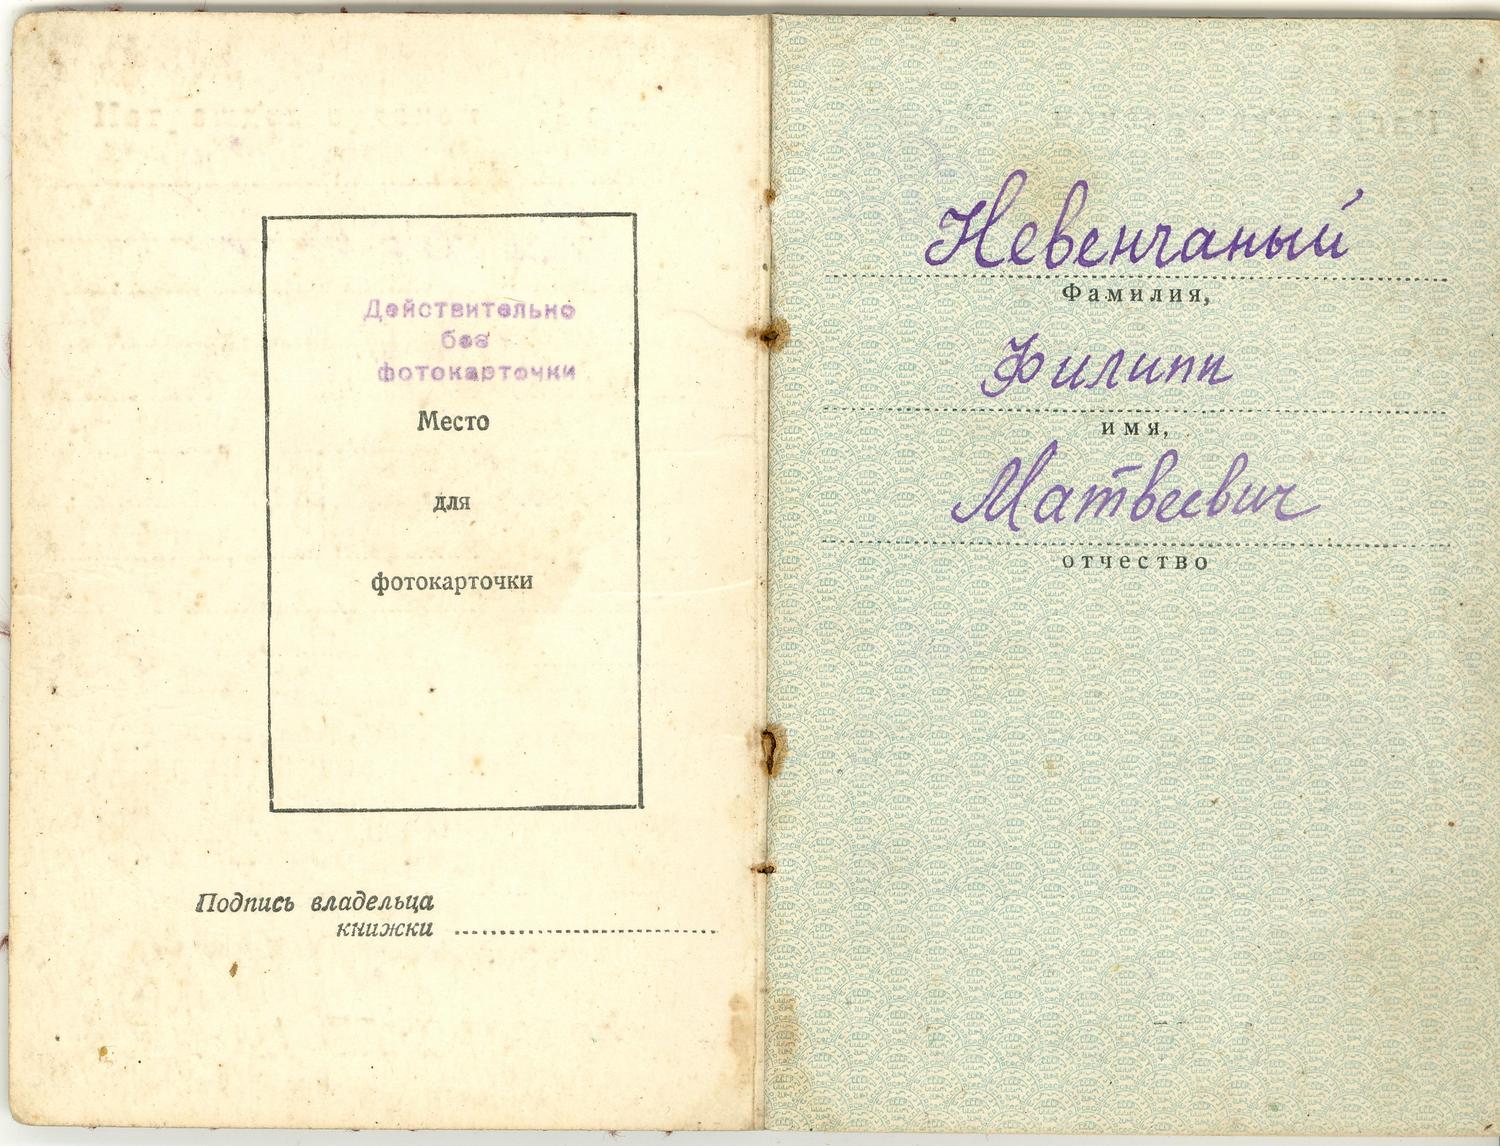 Действительно
без
фотокарточки
Место
для
фотокарточки
Подпись владельца
книжки
Невенчаный
Фамилия,
Филипп
имя,
Матвеевич
отчество